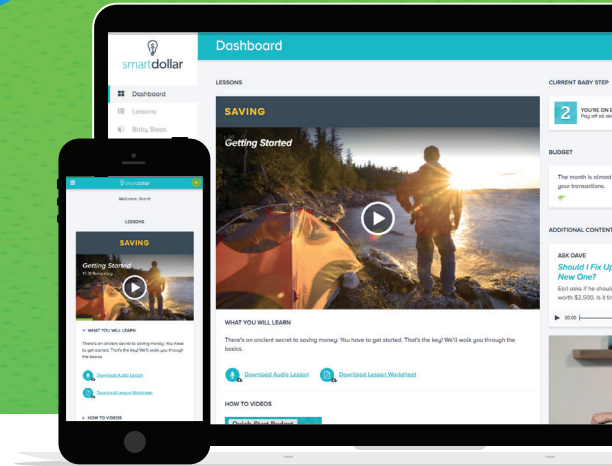 smartdollar
Dashboard
Lessons
Baby Steps
Dashboard
LESSONS
SAVING
Getting Started
WHAT YOU WILL LEARN
There's an ancient secret to saving money: You have to get started. That's the key! We'll walk you through the
basics.
Download Audio Lesson
Download Lesson Worksheet
HOW TO VIDEOS
Quick Start Budget
CURRENT BABY STEP
2
YOU'RE ON
Pay off all
BUDGET
The month is almost
your transactions.
ADDITIONAL CONTENT
ASK DAVE
Should I Fix Up
New One?
Earl asks if he should
worth $2,500. Is it
00:00
smartdollar
Welcome,
LESSONS
SAVING
Getting Started
WHAT YOU WILL LEARN
There's an ancient secret to saving money: You have
to get started. That's the key! We'll walk you through
the basics.
Download Audio Lesson
Download Lesson Worksheet
HOW TO VIDEOS